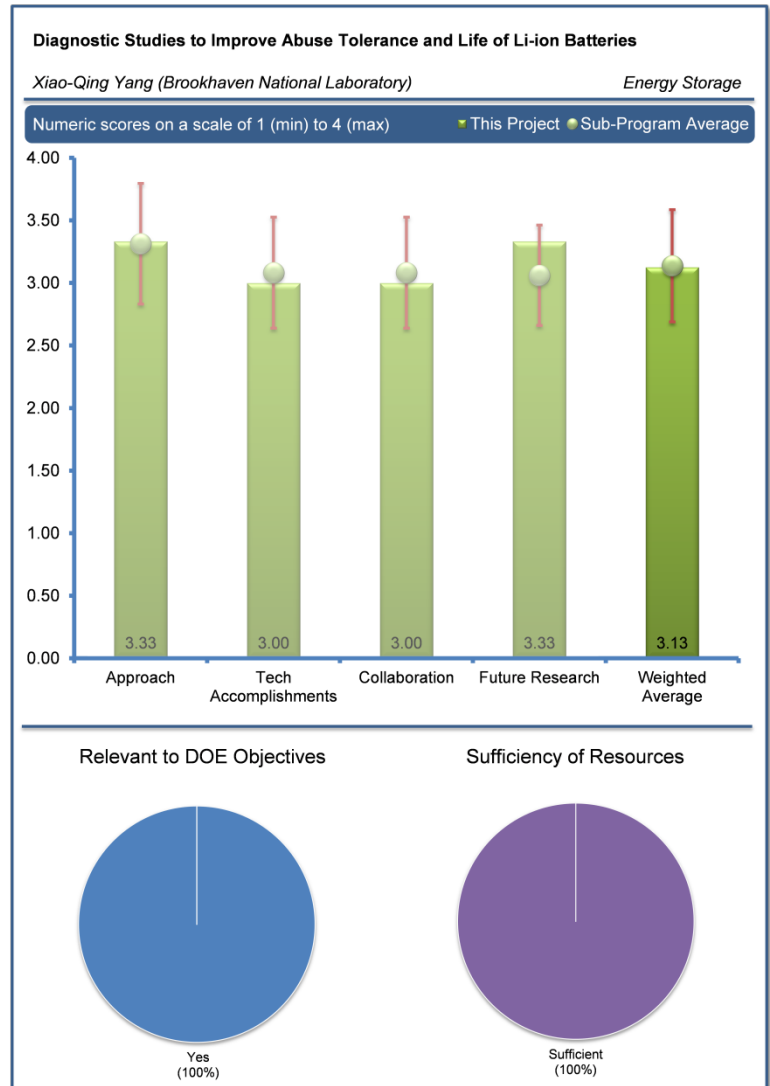 Diagnostic Studies to Improve Abuse Tolerance and Life of Li-ion Batteries
Xiao-Qing Yang (Brookhaven National Laboratory) Energy Storage
Numeric scores on a scale of 1 (min) to 4 (max) This Project Sub-Program Average
4.00
3.50
3.00
2.50
2.00
1.50
1.00
0.50
0.00
3.33 3.00 3.00 3.33 3.13
Approach Tech Accomplishments Collaboration Future Research Weighted Average
Relevant to DOE Objectives Sufficiency of Resources
Yes
(100%)
Sufficient
(100%)